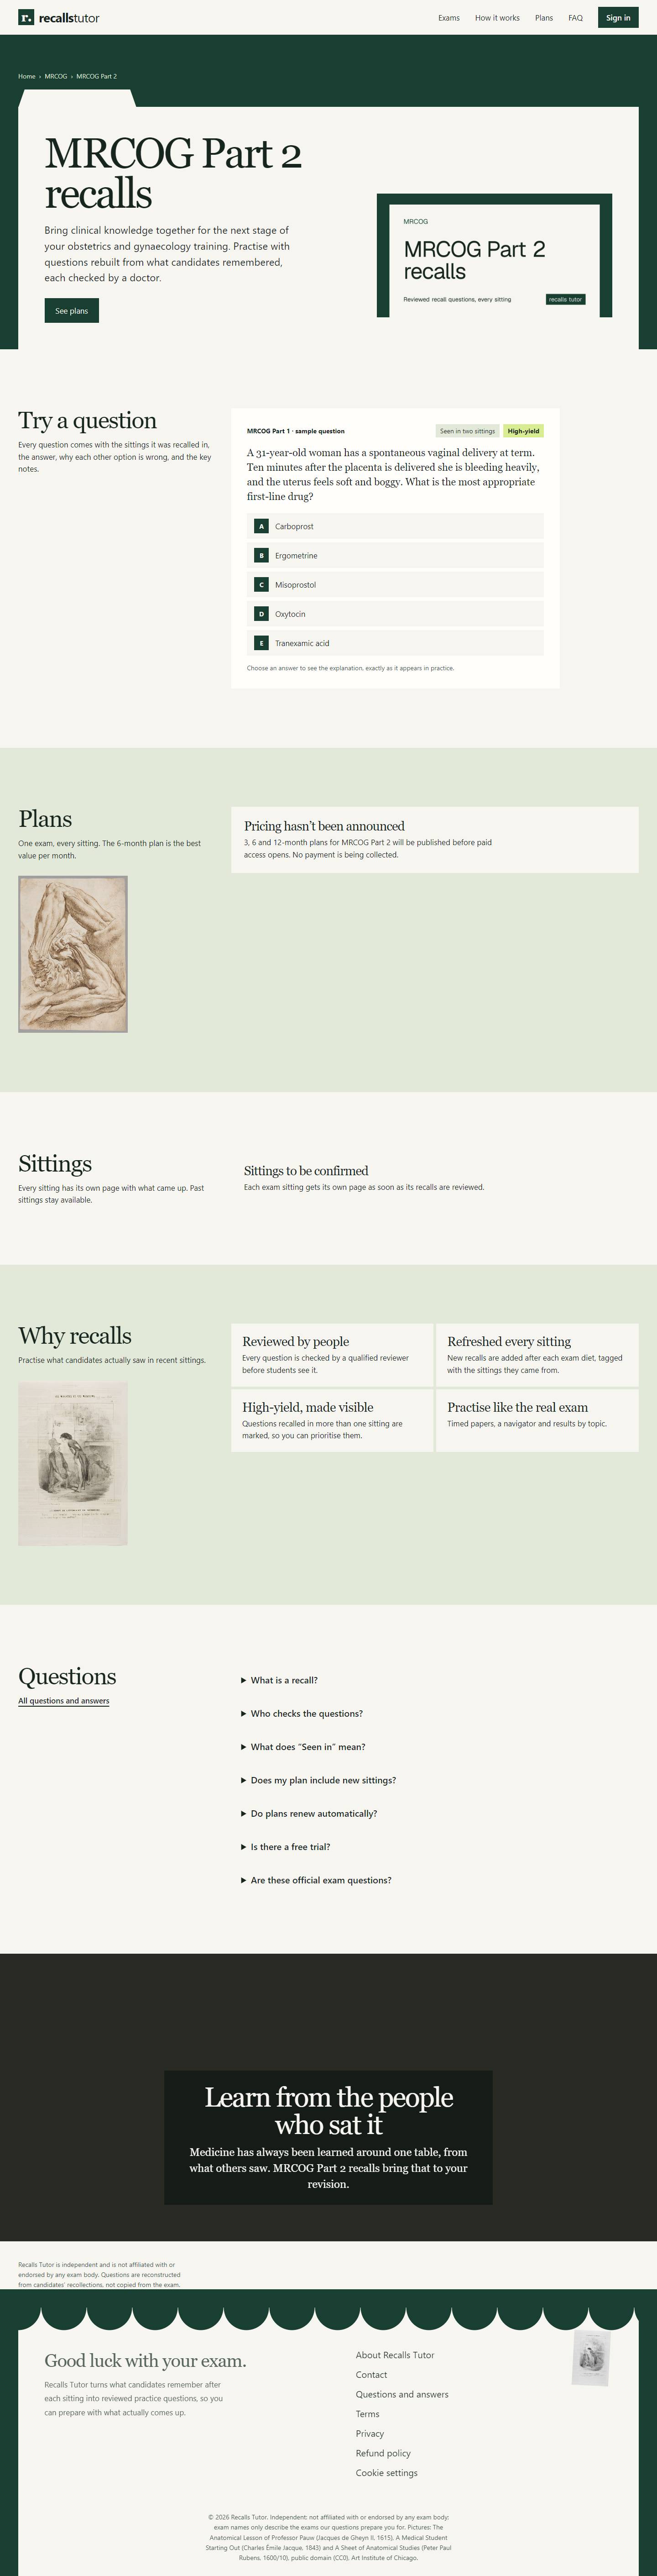 r. recallstutor
Exams How it works Plans FAQ Sign in
Home › MRCOG › MRCOG Part 2
MRCOG Part 2
recalls
Bring clinical knowledge together for the next stage of
your obstetrics and gynaecology training. Practise with
questions rebuilt from what candidates remembered,
each checked by a doctor.
See plans
MRCOG
MRCOG Part 2
recalls
Reviewed recall questions, every sitting
recalls tutor
Try a question
Every question comes with the sittings it was recalled in,
the answer, why each other option is wrong, and the key
notes.
MRCOG Part 1 · sample question
Seen in two sittings
High-yield
A 31-year-old woman has a spontaneous vaginal delivery at term.
Ten minutes after the placenta is delivered she is bleeding heavily,
and the uterus feels soft and boggy. What is the most appropriate
first-line drug?
A Carboprost
B Ergometrine
C Misoprostol
D Oxytocin
E Tranexamic acid
Choose an answer to see the explanation, exactly as it appears in practice.
Plans
One exam, every sitting. The 6-month plan is the best
value per month.
Pricing hasn’t been announced
3, 6 and 12-month plans for MRCOG Part 2 will be published before paid
access opens. No payment is being collected.
Sittings
Every sitting has its own page with what came up. Past
sittings stay available.
Sittings to be confirmed
Each exam sitting gets its own page as soon as its recalls are reviewed.
Why recalls
Practise what candidates actually saw in recent sittings.
Reviewed by people
Every question is checked by a qualified reviewer
before students see it.
Refreshed every sitting
New recalls are added after each exam diet, tagged
with the sittings they came from.
High-yield, made visible
Questions recalled in more than one sitting are
marked, so you can prioritise them.
Practise like the real exam
Timed papers, a navigator and results by topic.
Questions
All questions and answers
What is a recall?
Who checks the questions?
What does “Seen in” mean?
Does my plan include new sittings?
Do plans renew automatically?
Is there a free trial?
Are these official exam questions?
Learn from the people
who sat it
Medicine has always been learned around one table, from
what others saw. MRCOG Part 2 recalls bring that to your
revision.
Recalls Tutor is independent and is not affiliated with or
endorsed by any exam body. Questions are reconstructed
from candidates’ recollections, not copied from the exam.
Good luck with your exam.
Recalls Tutor turns what candidates remember after
each sitting into reviewed practice questions, so you
can prepare with what actually comes up.
About Recalls Tutor
Contact
Questions and answers
Terms
Privacy
Refund policy
Cookie settings
© 2026 Recalls Tutor. Independent: not affiliated with or endorsed by any exam body;
exam names only describe the exams our questions prepare you for. Pictures: The
Anatomical Lesson of Professor Pauw (Jacques de Gheyn II, 1615), A Medical Student
Starting Out (Charles Émile Jacque, 1843) and A Sheet of Anatomical Studies (Peter Paul
Rubens, 1600/10), public domain (CC0), Art Institute of Chicago.